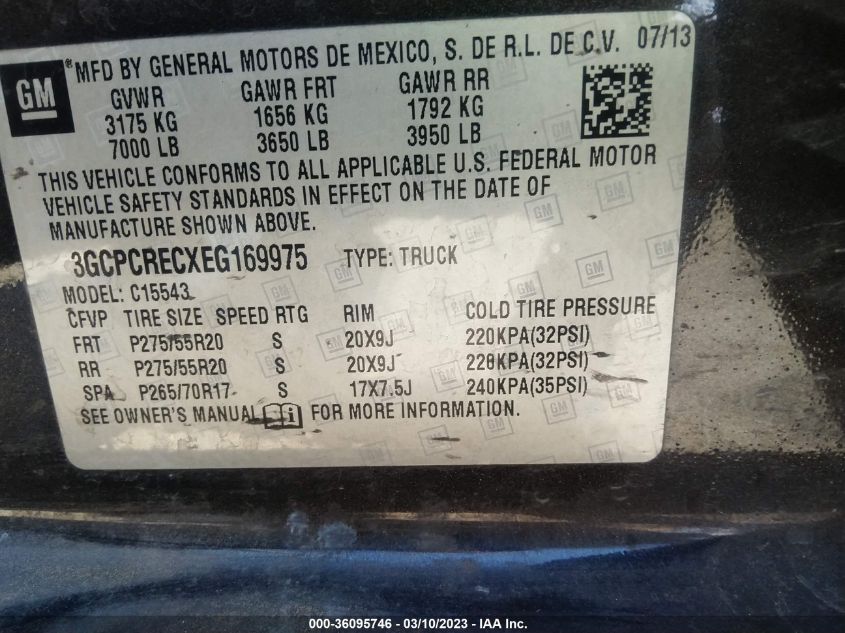 GM
®MFD BY GENERAL MOTORS DE MEXICO, S. DE R.L. DE C.V. 07/13
GVWR GAWR FRT GAWR RR
3175 KG 1656 KG 1792 KG
7000 LB 3650 LB 3950 LB
THIS VEHICLE CONFORMS TO ALL APPLICABLE U.S. FEDERAL MOTOR
VEHICLE SAFETY STANDARDS IN EFFECT ON THE DATE OF
MANUFACTURE SHOWN ABOVE.
3GCPCRECXEG169975 TYPE: TRUCK
MODEL: C15543
CFVP TIRE SIZE SPEED RTG RIM COLD TIRE PRESSURE
FRT P275/55R20 S 20X9J 220KPA(32PSI)
RR P275/55R20 S 20X9J 220KPA(32PSI)
SPA P265/70R17 S 17X7.5J 240KPA(35PSI)
SEE OWNER'S MANUAL FOR MORE INFORMATION.
000-36095746 - 03/10/2023 - IAA Inc.